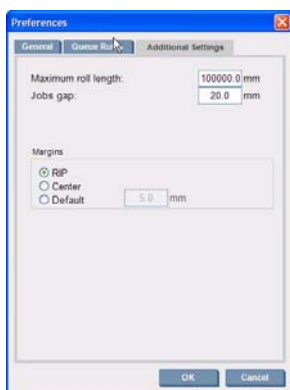 Preferences
General Queue Additional Settings
Maximum roll length: 100000.0 mm
Jobs gap: 20.0 mm
Margins
RIP
Center
Default 5.0 mm
OK Cancel